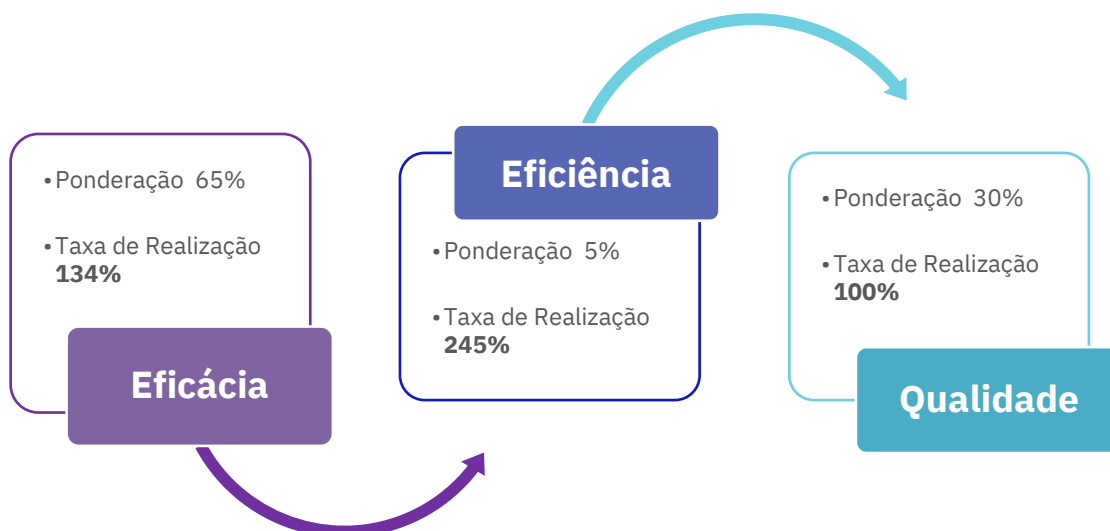 •Ponderação 65%
•Taxa de Realização
134%
Eficácia
Eficiência
•Ponderação 5%
•Taxa de Realização
245%
•Ponderação 30%
•Taxa de Realização
100%
Qualidade